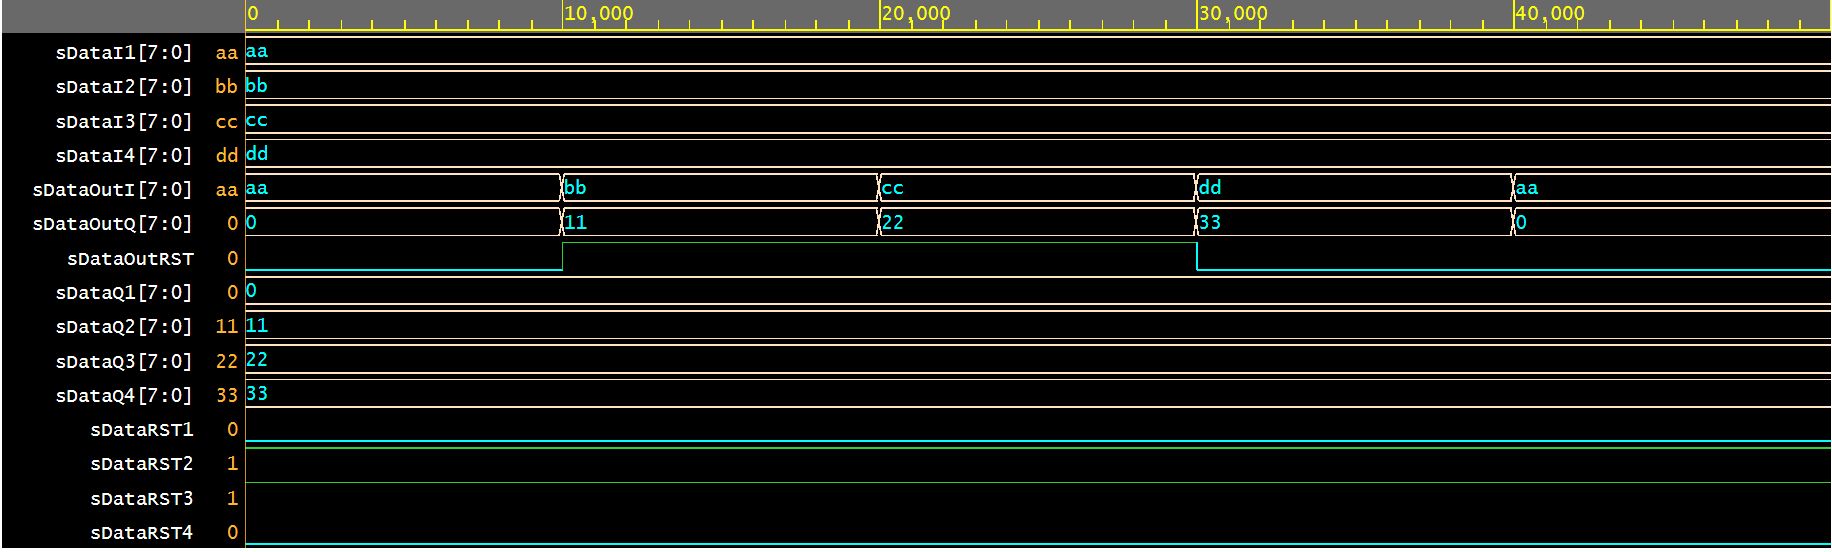 0 10,000 20,000 30,000 40,000
sDataI1[7:0] aa aa
sDataI2[7:0] bb bb
sDataI3[7:0] cc cc
sDataI4[7:0] dd dd
sDataOutI[7:0] aa aa bb cc dd aa
sDataOutQ[7:0] 0 0 11 22 33 0
sDataOutRST 0
sDataQ1[7:0] 0 0
sDataQ2[7:0] 11 11
sDataQ3[7:0] 22 22
sDataQ4[7:0] 33 33
sDataRST1 0
sDataRST2 1
sDataRST3 1
sDataRST4 0